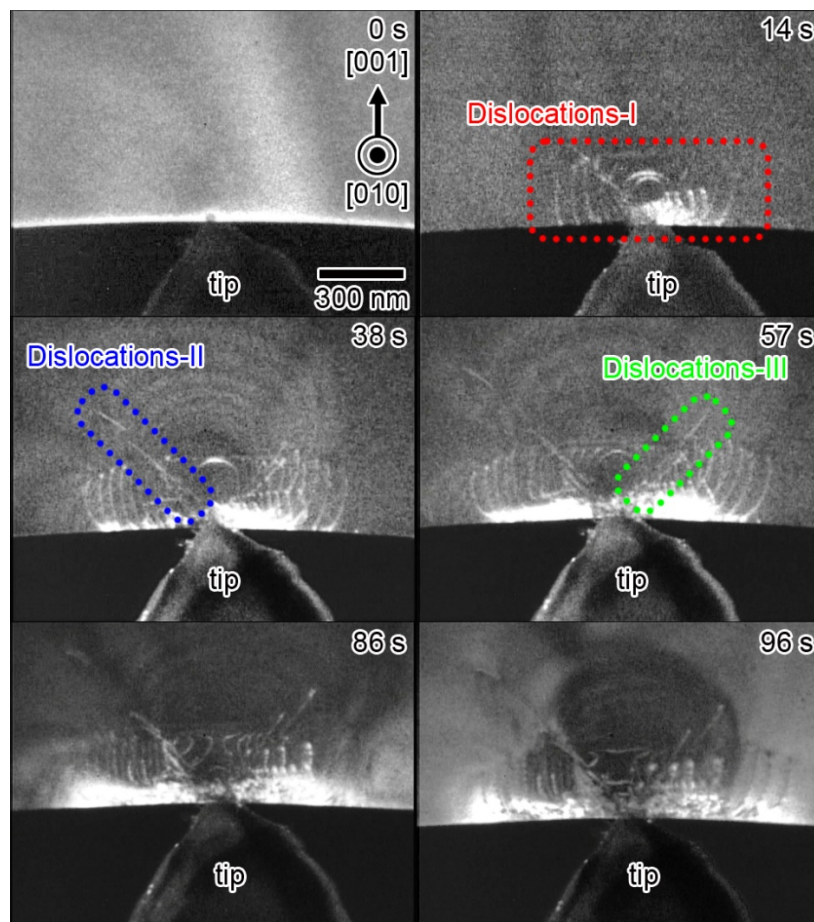 0 s
[001]
[010]
tip
300 nm
14 s
Dislocations-I
tip
38 s
Dislocations-II
tip
57 s
Dislocations-III
tip
86 s
tip
96 s
tip